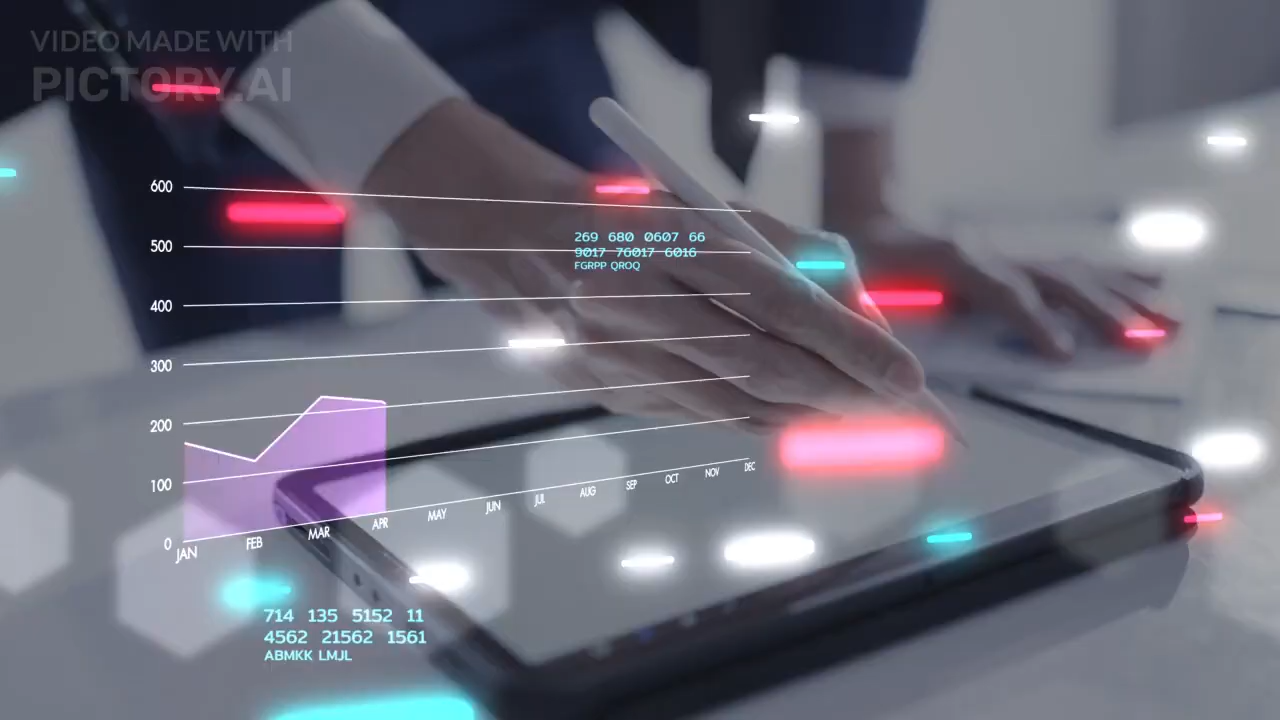 VIDEO MADE WITH
PICTORY.AI
600
500
400
300
200
100
0
JAN FEB MAR APR MAY JUN JUL AUG SEP OCT NOV DEC
269 680 0607 66
9017 76017 6016
FGRPP QROQ
714 135 5152 11
4562 21562 1561
ABMKK LMJL